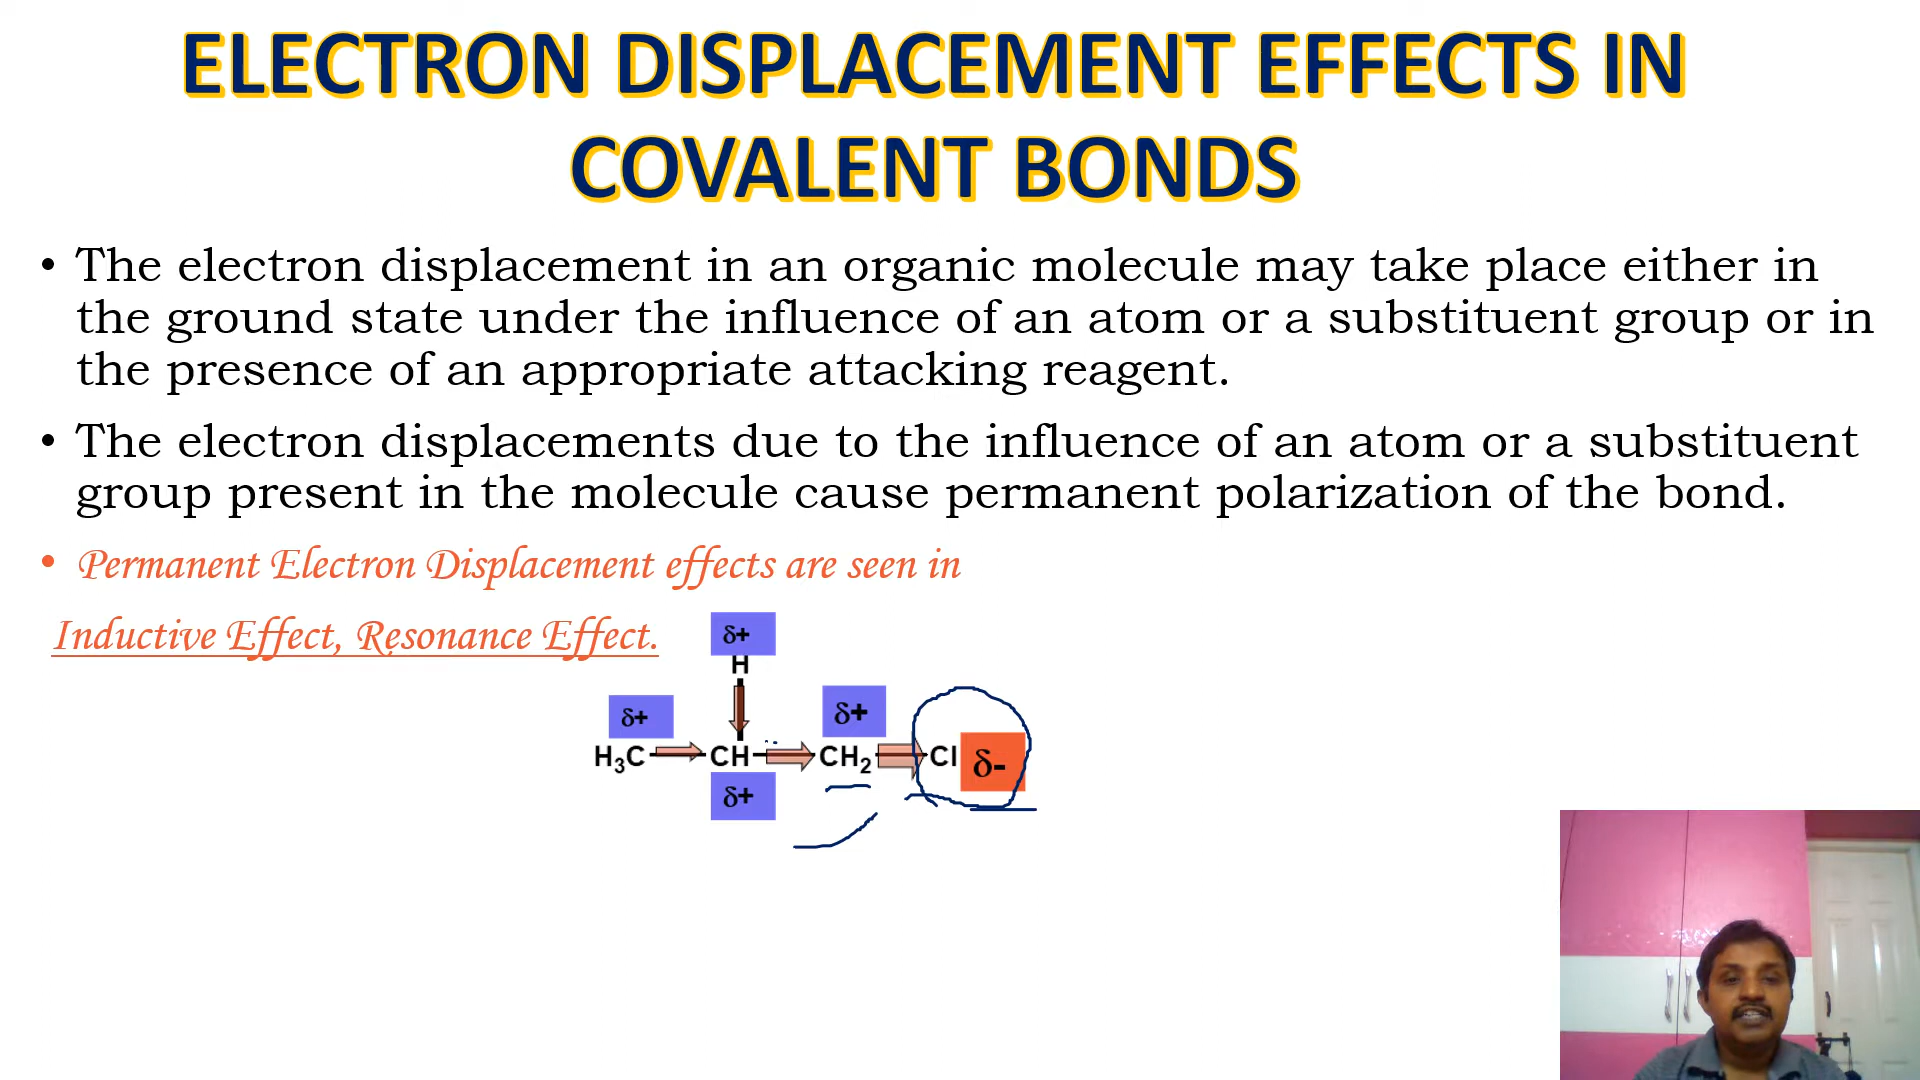 ELECTRON DISPLACEMENT EFFECTS IN
COVALENT BONDS
• The electron displacement in an organic molecule may take place either in
the ground state under the influence of an atom or a substituent group or in
the presence of an appropriate attacking reagent.
• The electron displacements due to the influence of an atom or a substituent
group present in the molecule cause permanent polarization of the bond.
• Permanent Electron Displacement effects are seen in
Inductive Effect, Resonance Effect.
δ+
H
δ+ δ+
H₃C CH CH₂ Cl δ-
δ+